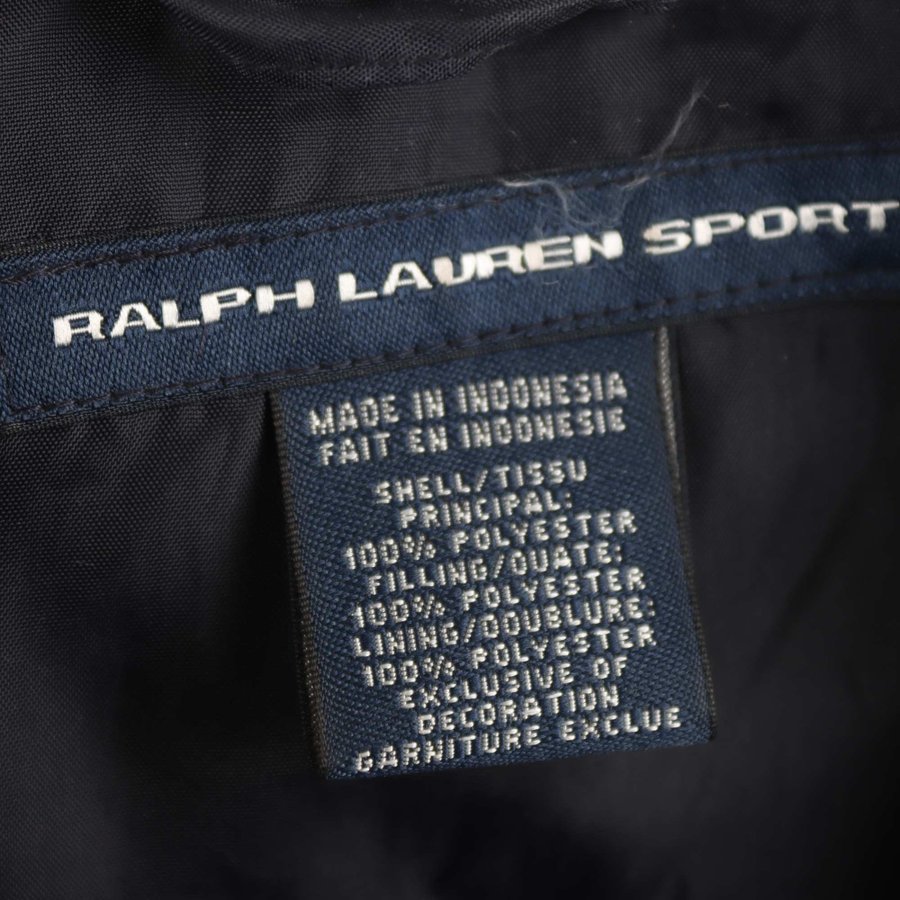 RALPH LAUREN SPORT
MADE IN INDONESIA
FAIT EN INDONESIE
SHELL/TISSU
PRINCIPAL:
100% POLYESTER
FILLING/OUATE:
100% POLYESTER
LINING/DOUBLURE:
100% POLYESTER
EXCLUSIVE OF
DECORATION
GARNITURE EXCLUE